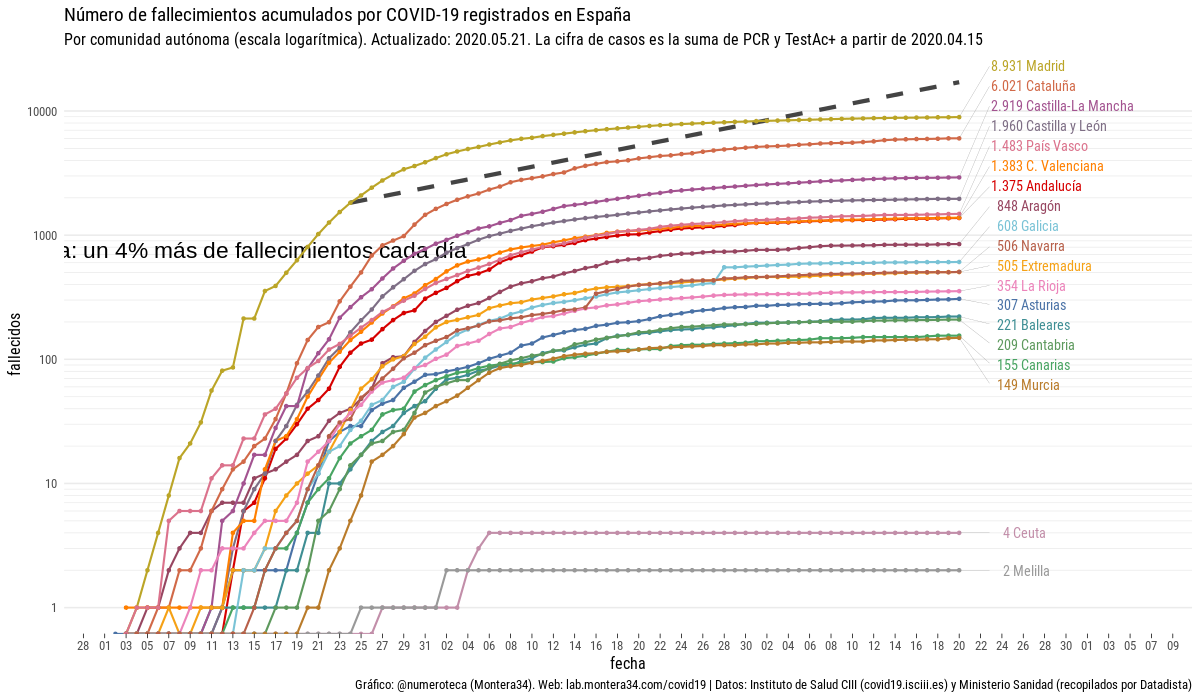 Número de fallecimientos acumulados por COVID-19 registrados en España
Por comunidad autónoma (escala logarítmica). Actualizado: 2020.05.21. La cifra de casos es la suma de PCR y TestAc+ a partir de 2020.04.15
8.931 Madrid
6.021 Cataluña
2.919 Castilla-La Mancha
1.960 Castilla y León
1.483 País Vasco
1.383 C. Valenciana
1.375 Andalucía
848 Aragón
608 Galicia
506 Navarra
505 Extremadura
354 La Rioja
307 Asturias
221 Baleares
209 Cantabria
155 Canarias
149 Murcia
4 Ceuta
2 Melilla
10000
1000
100
10
1
a: un 4% más de fallecimientos cada día
fallecidos
28 01 03 05 07 09 11 13 15 17 19 21 23 25 27 29 31 02 04 06 08 10 12 14 16 18 20 22 24 26 28 30 02 04 06 08 10 12 14 16 18 20 22 24 26 28 30 01 03 05 07 09
fecha
Gráfico: @numeroteca (Montera34). Web: lab.montera34.com/covid19 | Datos: Instituto de Salud CIII (covid19.isciii.es) y Ministerio Sanidad (recopilados por Datadista)